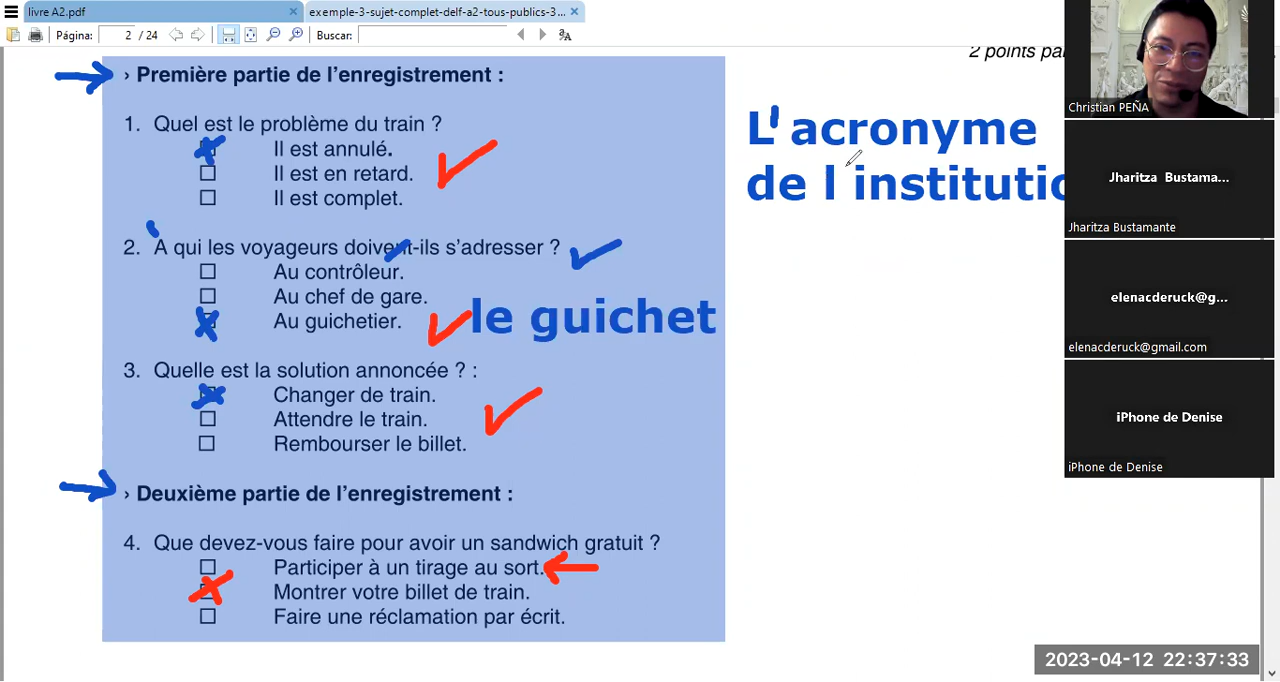 livre A2.pdf
exemple-3-sujet-complet-delf-a2-tous-publics-3...
Página: 2 / 24 Buscar:
2 points pa
› Première partie de l'enregistrement :
1. Quel est le problème du train ?
Il est annulé.
Il est en retard.
Il est complet.
2. A qui les voyageurs doivent-ils s'adresser ?
Au contrôleur.
Au chef de gare.
Au guichetier.
le guichet
3. Quelle est la solution annoncée ? :
Changer de train.
Attendre le train.
Rembourser le billet.
› Deuxième partie de l'enregistrement :
4. Que devez-vous faire pour avoir un sandwich gratuit ?
Participer à un tirage au sort.
Montrer votre billet de train.
Faire une réclamation par écrit.
L'acronyme
de l institutio
Christian PEÑA
Jharitza Bustama...
Jharitza Bustamante
elenacderuck@g...
elenacderuck@gmail.com
iPhone de Denise
iPhone de Denise
2023-04-12 22:37:33